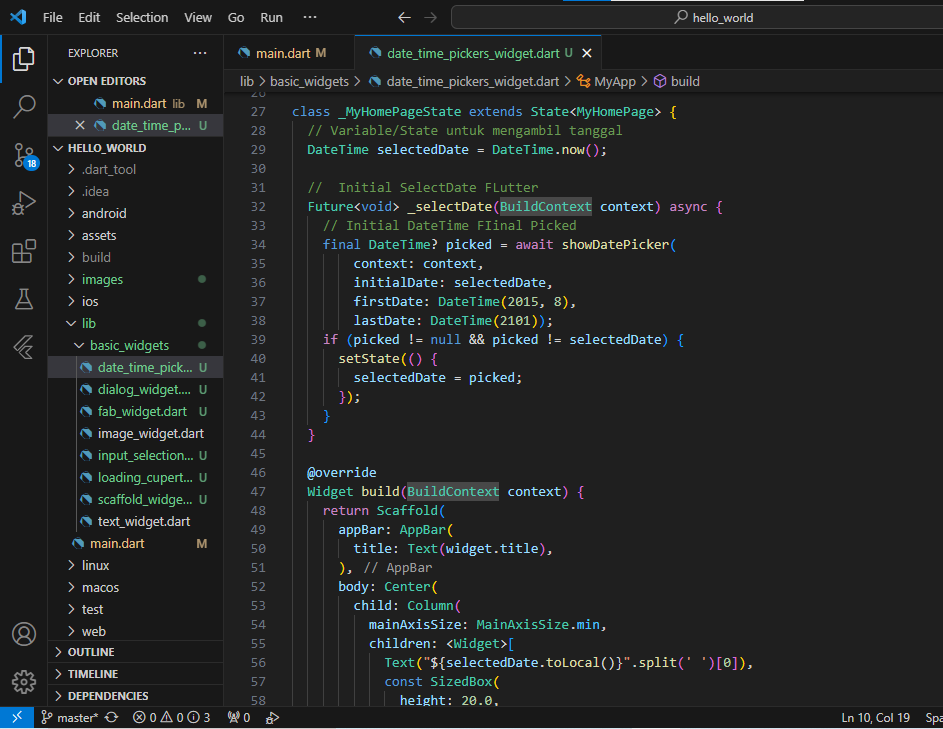 File Edit Selection View Go Run ··· ← → hello_world
EXPLORER ···
OPEN EDITORS
main.dart lib M
date_time_p... U
HELLO_WORLD
.dart_tool
.idea
android
assets
build
images
ios
lib
basic_widgets
date_time_pick... U
dialog_widget.... U
fab_widget.dart U
image_widget.dart
input_selection... U
loading_cupert... U
scaffold_widge... U
text_widget.dart
main.dart M
linux
macos
test
web
OUTLINE
TIMELINE
DEPENDENCIES
18
main.dart M date_time_pickers_widget.dart U
lib > basic_widgets > date_time_pickers_widget.dart > MyApp > build
26
27 class _MyHomePageState extends State<MyHomePage> {
28 // Variable/State untuk mengambil tanggal
29 DateTime selectedDate = DateTime.now();
30
31 //  Initial SelectDate FLutter
32 Future<void> _selectDate(BuildContext context) async {
33 // Initial DateTime FIinal Picked
34 final DateTime? picked = await showDatePicker(
35 context: context,
36 initialDate: selectedDate,
37 firstDate: DateTime(2015, 8),
38 lastDate: DateTime(2101));
39 if (picked != null && picked != selectedDate) {
40 setState(() {
41 selectedDate = picked;
42 });
43 }
44 }
45
46 @override
47 Widget build(BuildContext context) {
48 return Scaffold(
49 appBar: AppBar(
50 title: Text(widget.title),
51 ), // AppBar
52 body: Center(
53 child: Column(
54 mainAxisSize: MainAxisSize.min,
55 children: <Widget>[
56 Text("${selectedDate.toLocal()}".split(' ')[0]),
57 const SizedBox(
58 height: 20.0,
master* 0 0 3 0 Ln 10, Col 19 Spa